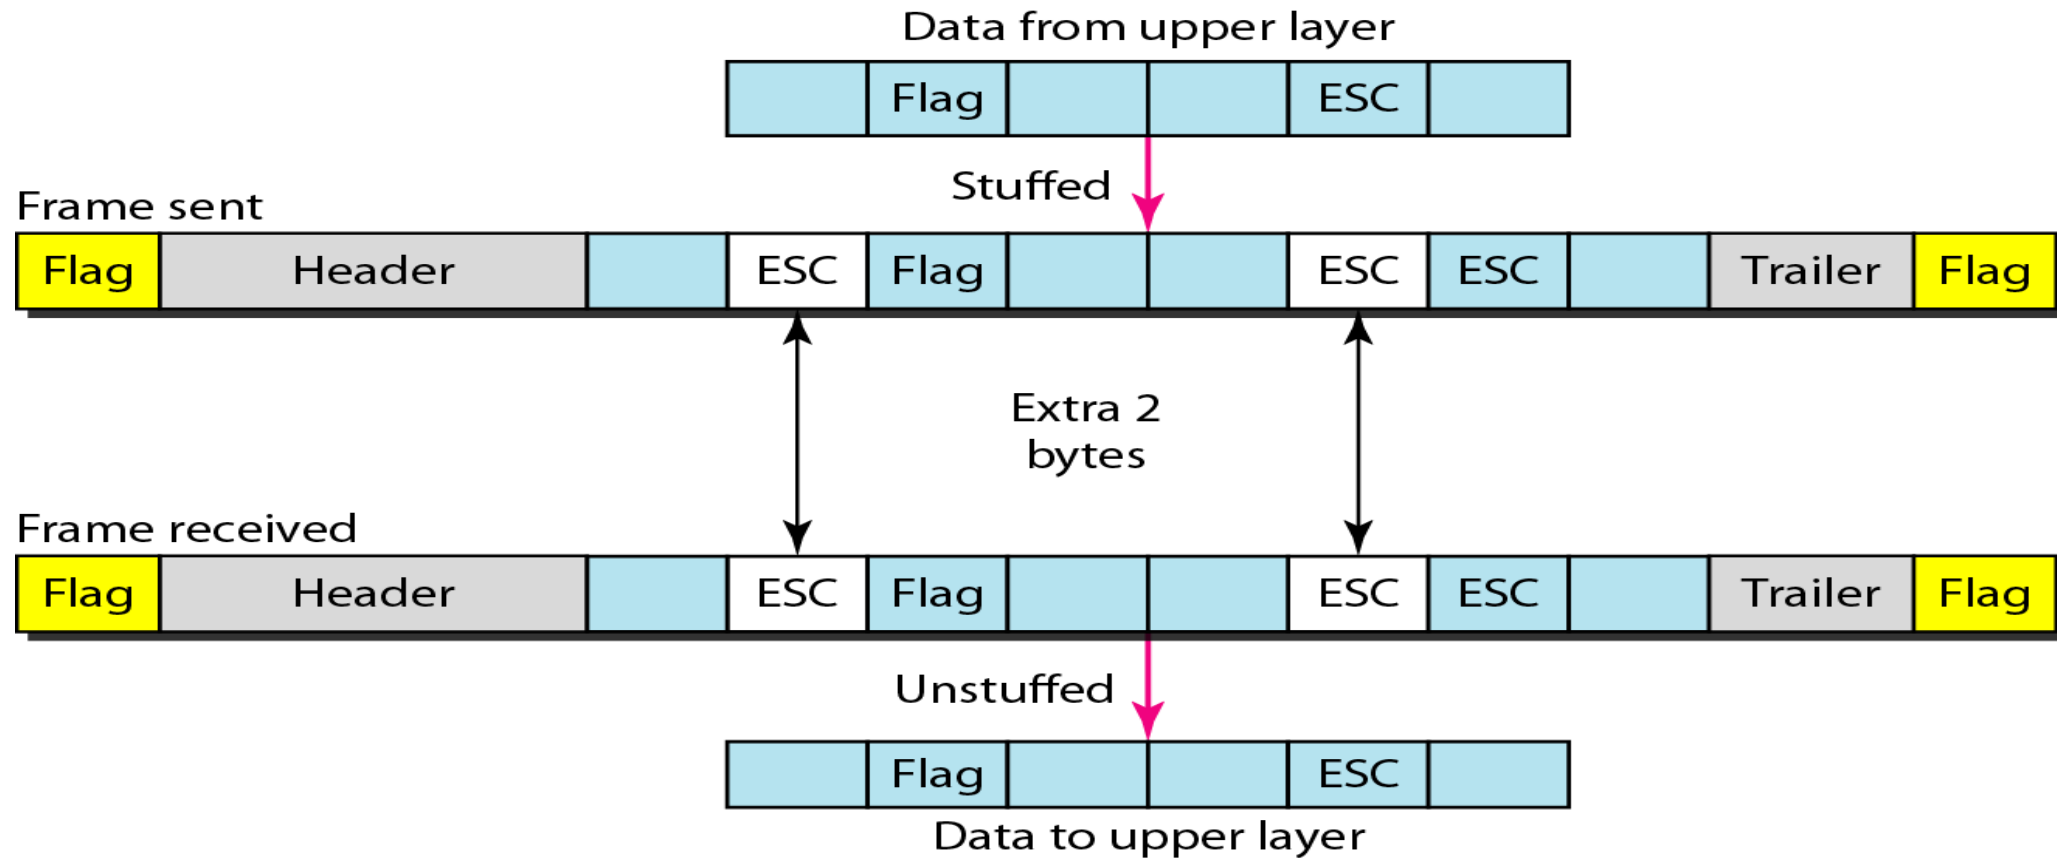 Data from upper layer
Flag ESC
Stuffed
Frame sent
Flag Header ESC Flag ESC ESC Trailer Flag
Extra 2
bytes
Frame received
Flag Header ESC Flag ESC ESC Trailer Flag
Unstuffed
Flag ESC
Data to upper layer